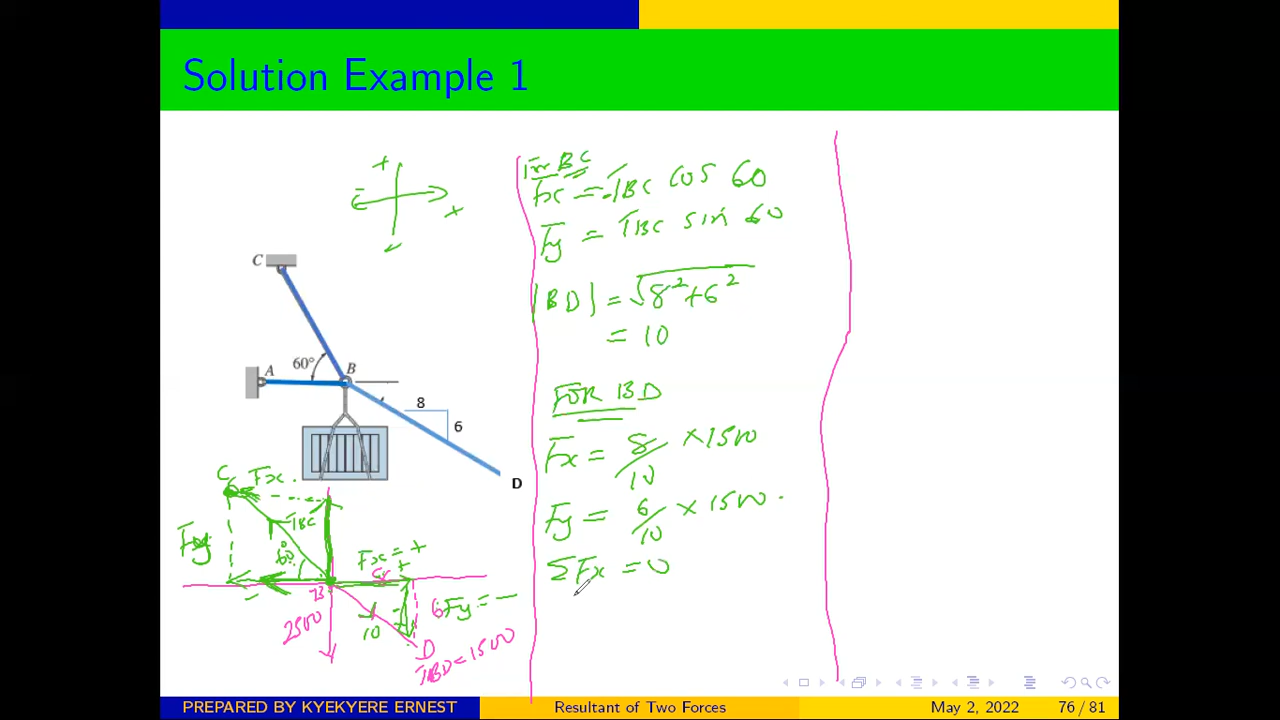 Solution Example 1
+
-
x
C
A
60°
B
8
6
D
C
Fx
TBC
Fy
60°
Fx = +
8
+
B
6
Fy = -
2500
10
D
TBD = 1500
For BC
Fx = -TBC cos 60
Fy = TBC sin 60
|BD| = √8²+6²
= 10
FOR BD
Fx = 8/10 × 1500
Fy = 6/10 × 1500
ΣFx = 0
PREPARED BY KYEKYERE ERNEST
Resultant of Two Forces
May 2, 2022
76 / 81